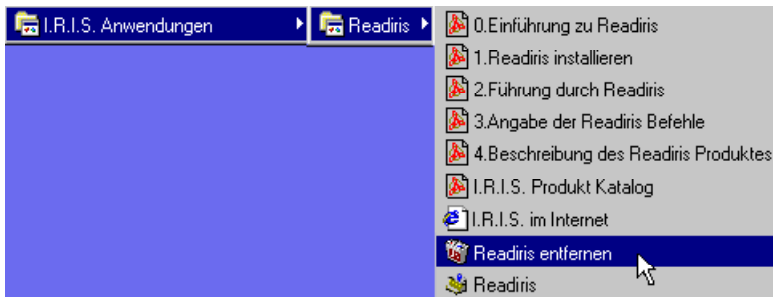 I.R.I.S. Anwendungen
Readiris
0.Einführung zu Readiris
1.Readiris installieren
2.Führung durch Readiris
3.Angabe der Readiris Befehle
4.Beschreibung des Readiris Produktes
I.R.I.S. Produkt Katalog
I.R.I.S. im Internet
Readiris entfernen
Readiris